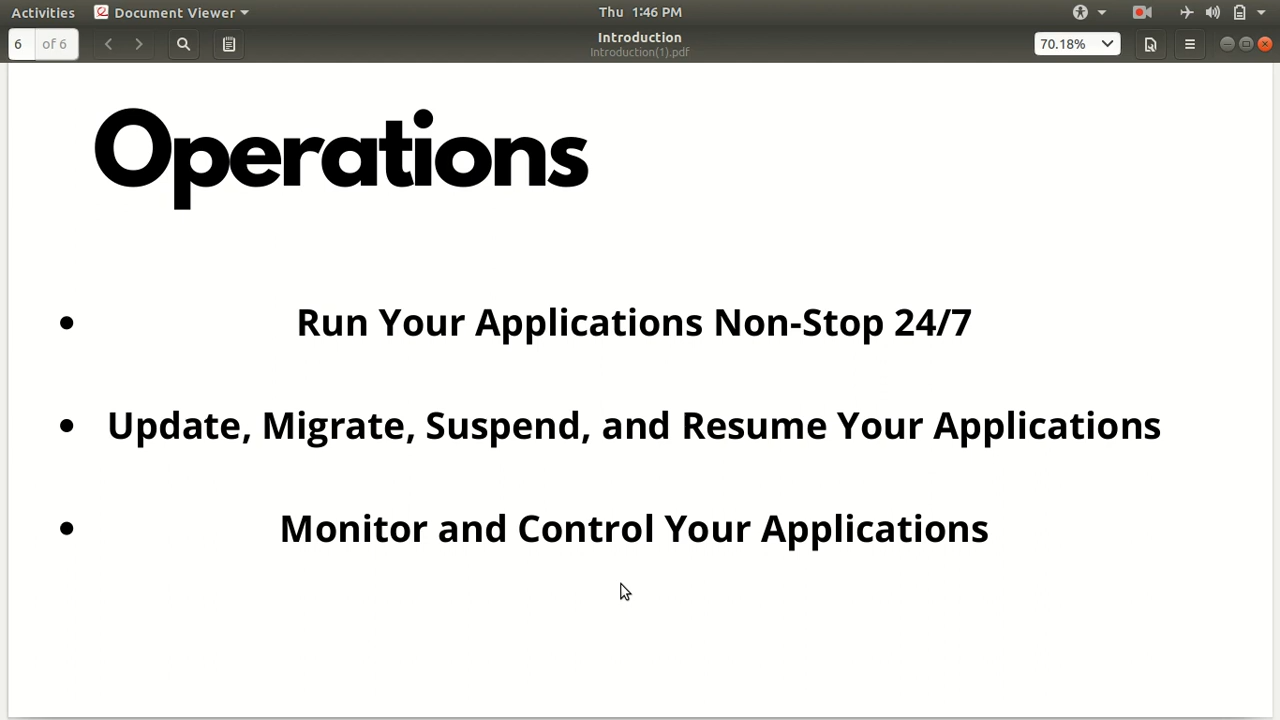 Activities Document Viewer Thu 1:46 PM
6 of 6 Introduction 70.18%
Introduction(1).pdf
Operations
• Run Your Applications Non-Stop 24/7
• Update, Migrate, Suspend, and Resume Your Applications
• Monitor and Control Your Applications